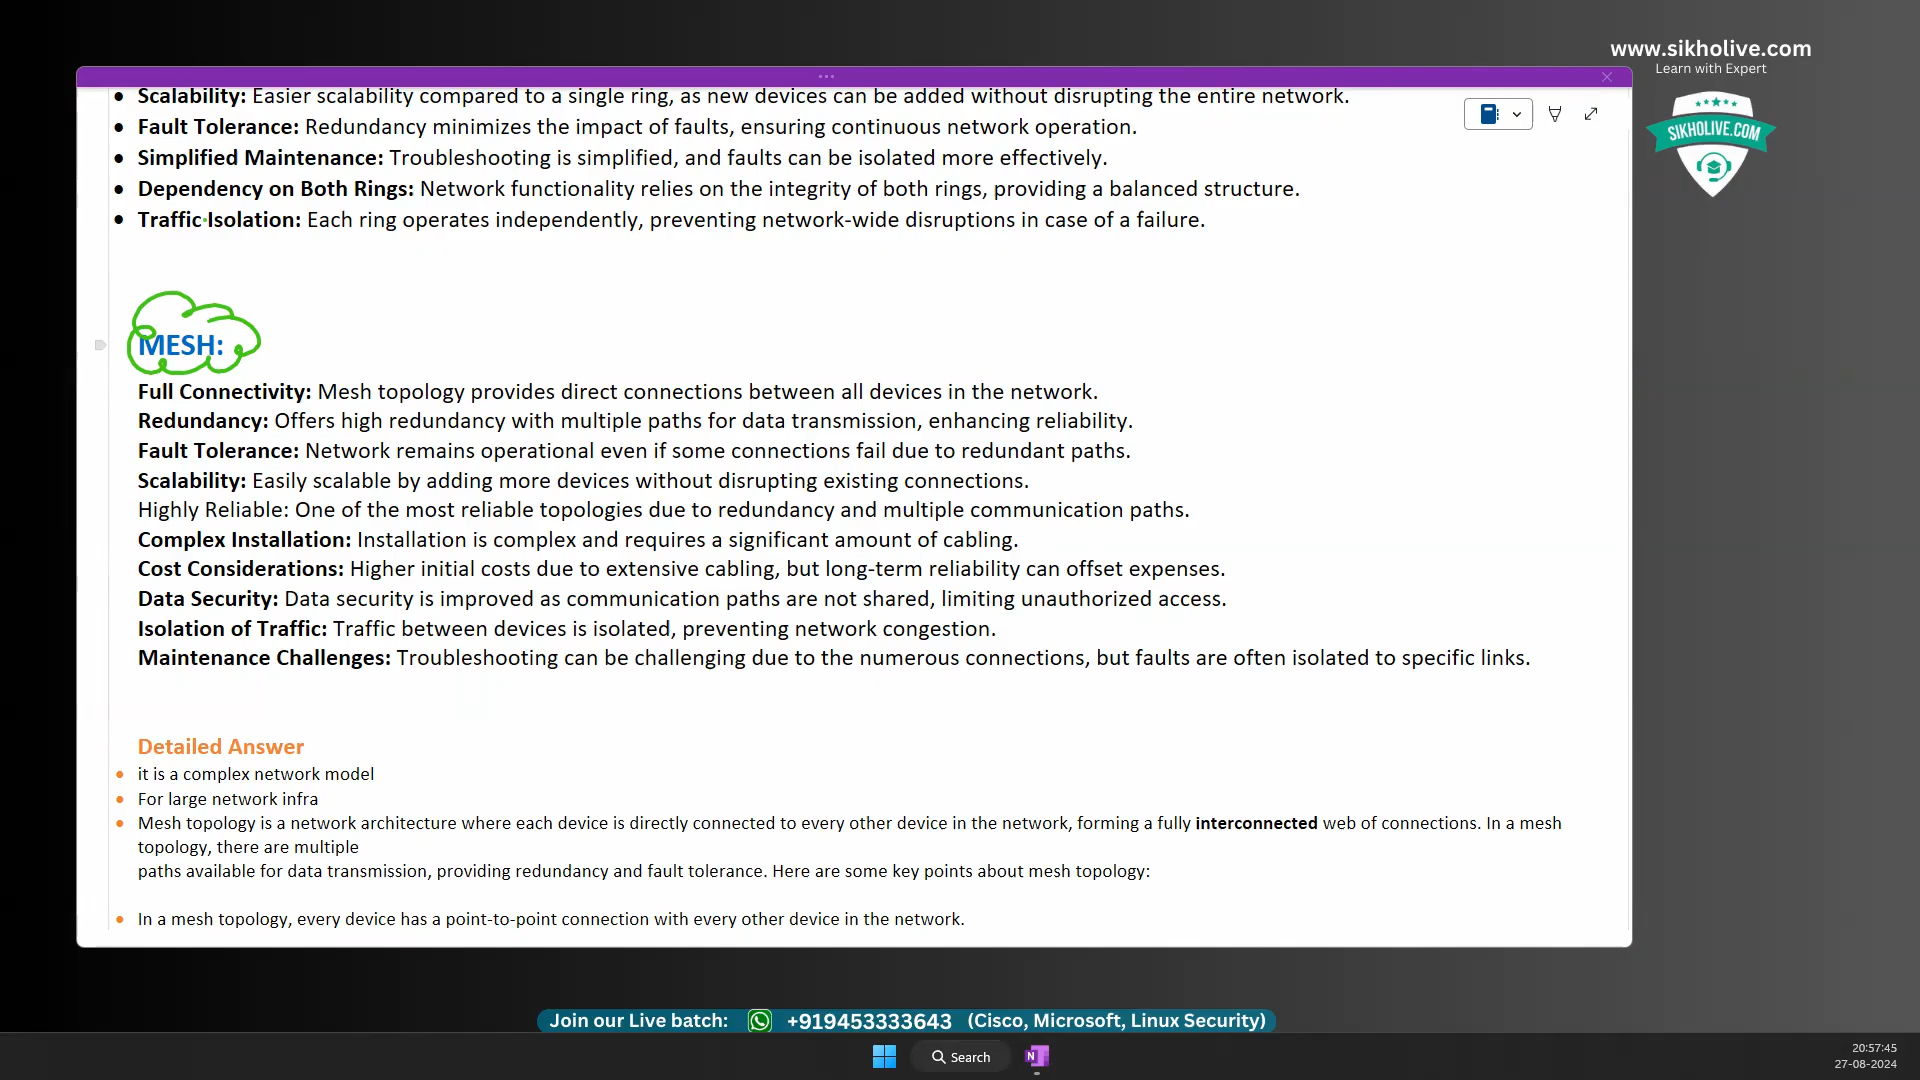 www.sikholive.com
Learn with Expert
SIKHOLIVE.COM
• Scalability: Easier scalability compared to a single ring, as new devices can be added without disrupting the entire network.
• Fault Tolerance: Redundancy minimizes the impact of faults, ensuring continuous network operation.
• Simplified Maintenance: Troubleshooting is simplified, and faults can be isolated more effectively.
• Dependency on Both Rings: Network functionality relies on the integrity of both rings, providing a balanced structure.
• Traffic Isolation: Each ring operates independently, preventing network-wide disruptions in case of a failure.
MESH:
Full Connectivity: Mesh topology provides direct connections between all devices in the network.
Redundancy: Offers high redundancy with multiple paths for data transmission, enhancing reliability.
Fault Tolerance: Network remains operational even if some connections fail due to redundant paths.
Scalability: Easily scalable by adding more devices without disrupting existing connections.
Highly Reliable: One of the most reliable topologies due to redundancy and multiple communication paths.
Complex Installation: Installation is complex and requires a significant amount of cabling.
Cost Considerations: Higher initial costs due to extensive cabling, but long-term reliability can offset expenses.
Data Security: Data security is improved as communication paths are not shared, limiting unauthorized access.
Isolation of Traffic: Traffic between devices is isolated, preventing network congestion.
Maintenance Challenges: Troubleshooting can be challenging due to the numerous connections, but faults are often isolated to specific links.
Detailed Answer
• it is a complex network model
• For large network infra
• Mesh topology is a network architecture where each device is directly connected to every other device in the network, forming a fully interconnected web of connections. In a mesh
topology, there are multiple
paths available for data transmission, providing redundancy and fault tolerance. Here are some key points about mesh topology:
• In a mesh topology, every device has a point-to-point connection with every other device in the network.
Join our Live batch: +919453333643 (Cisco, Microsoft, Linux Security)
Search
N
20:57:45
27-08-2024